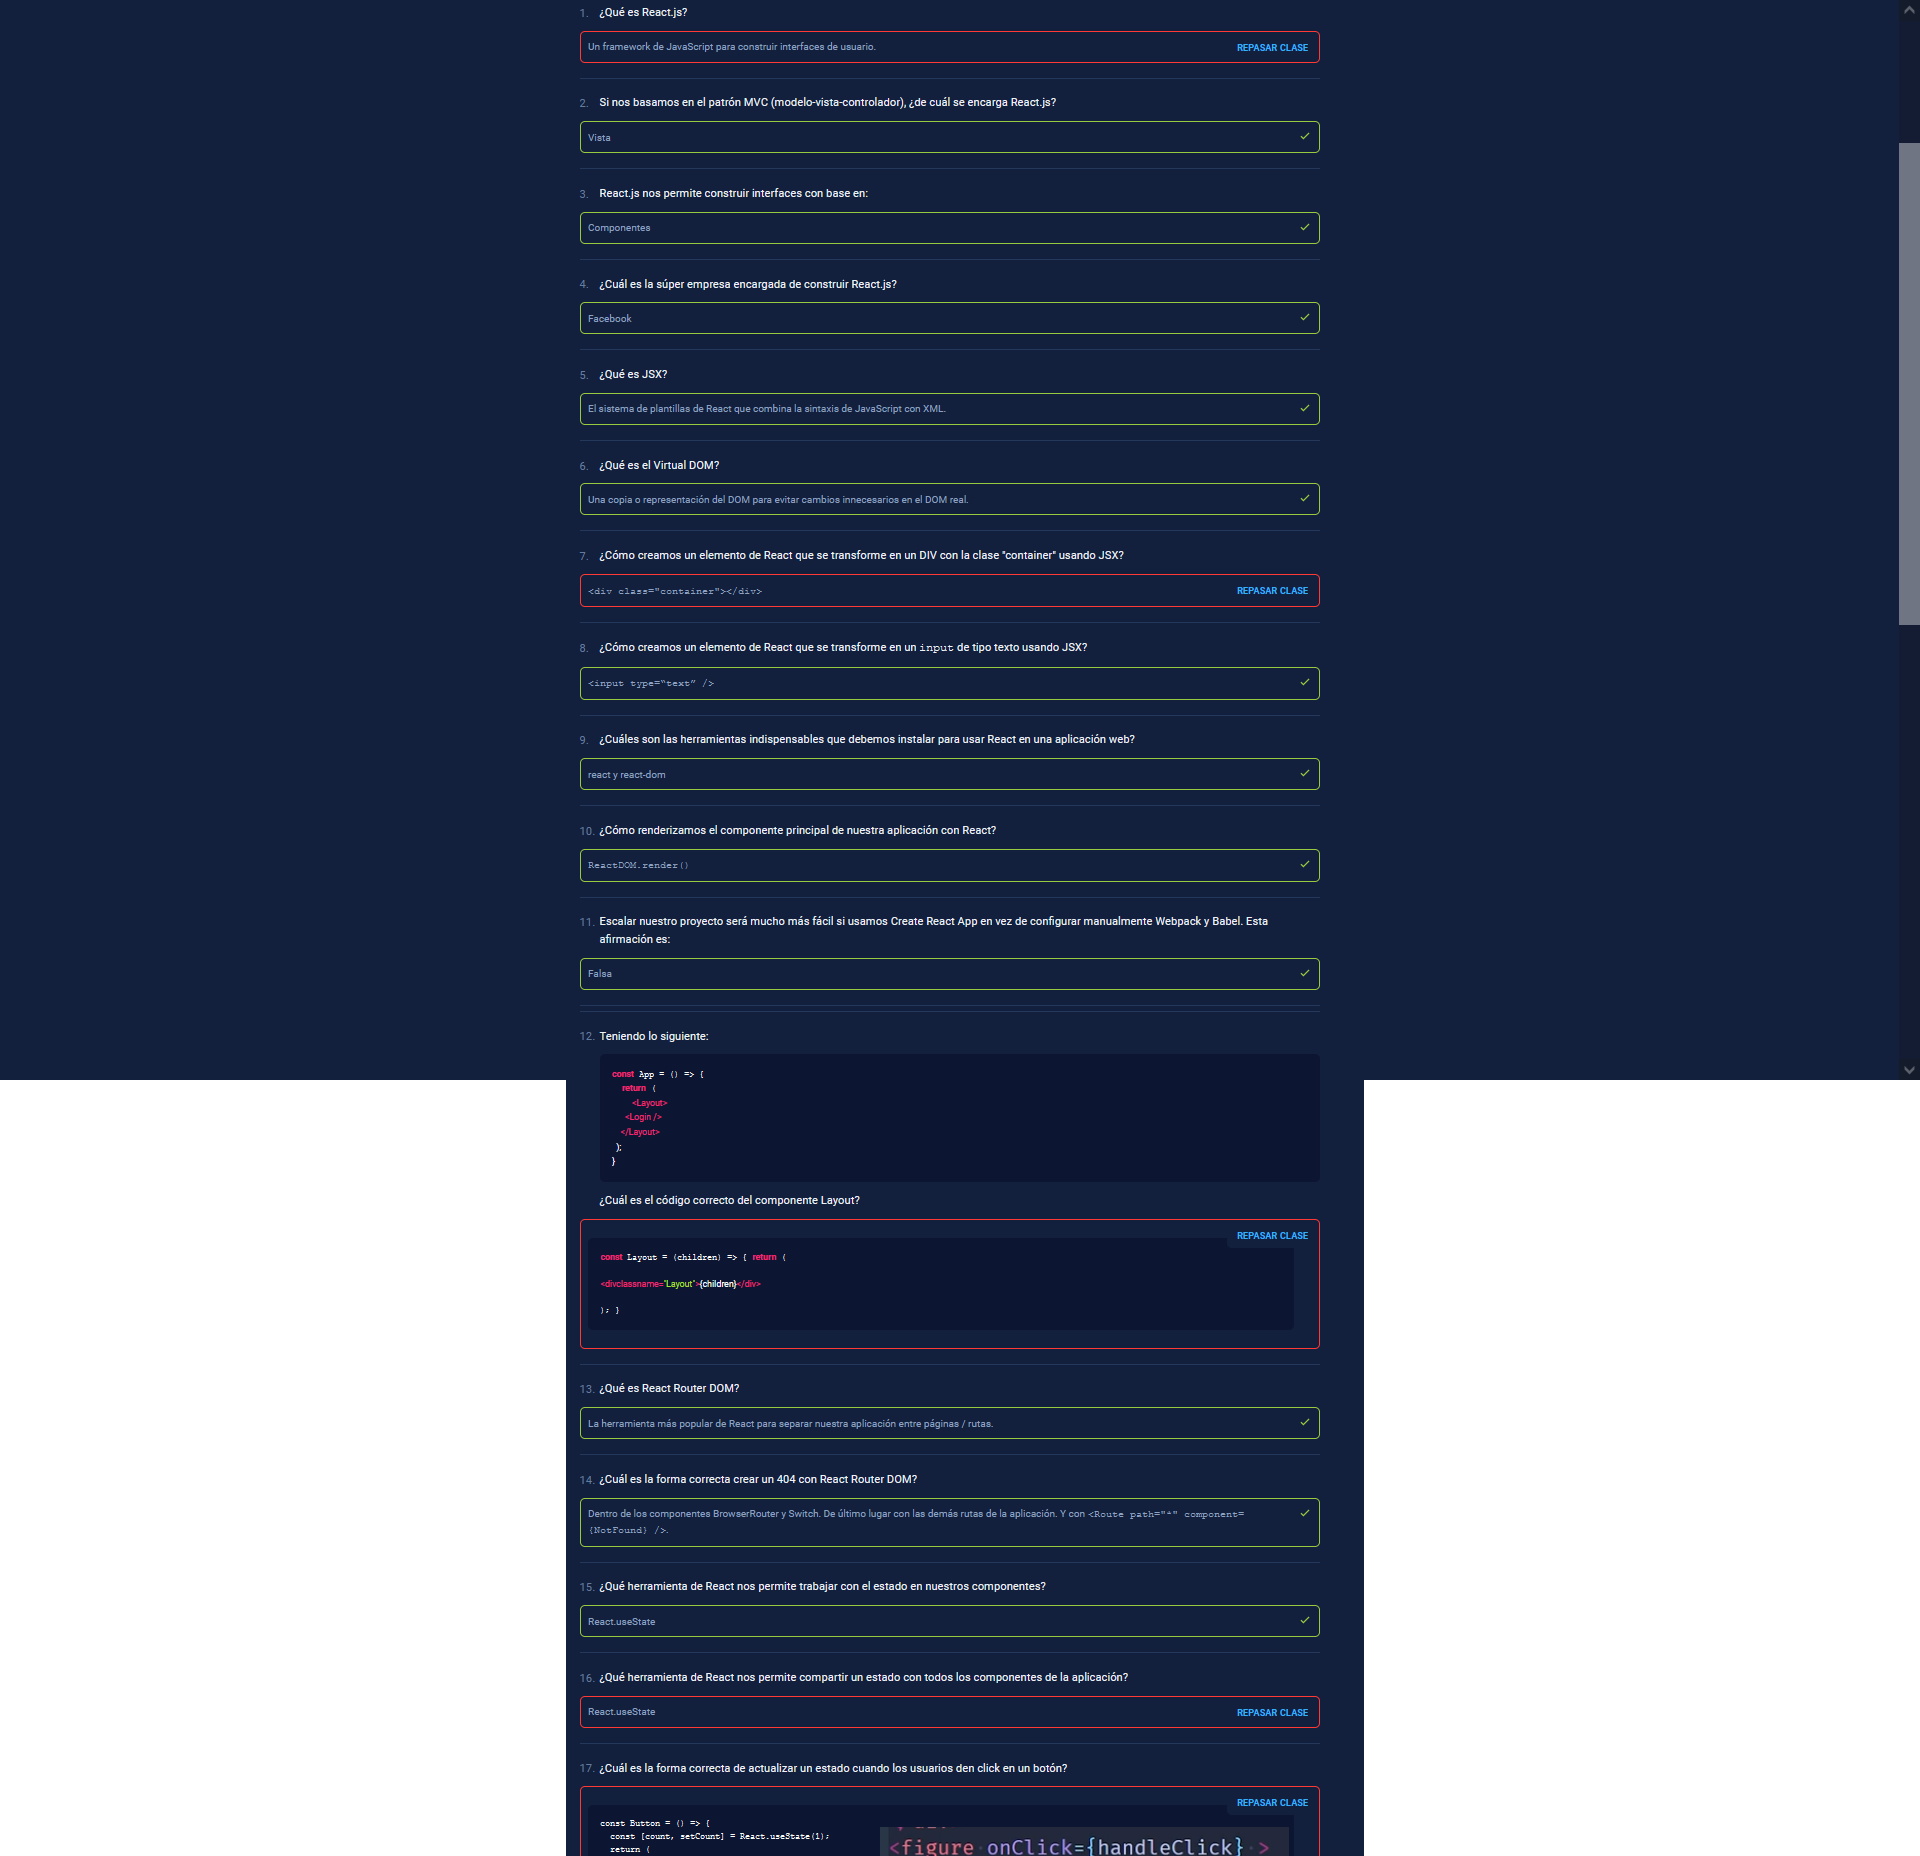 1. ¿Qué es React.js?
Un framework de JavaScript para construir interfaces de usuario. REPASAR CLASE
2. Si nos basamos en el patrón MVC (modelo-vista-controlador), ¿de cuál se encarga React.js?
Vista
3. React.js nos permite construir interfaces con base en:
Componentes
4. ¿Cuál es la súper empresa encargada de construir React.js?
Facebook
5. ¿Qué es JSX?
El sistema de plantillas de React que combina la sintaxis de JavaScript con XML.
6. ¿Qué es el Virtual DOM?
Una copia o representación del DOM para evitar cambios innecesarios en el DOM real.
7. ¿Cómo creamos un elemento de React que se transforme en un DIV con la clase "container" usando JSX?
<div class="container"></div> REPASAR CLASE
8. ¿Cómo creamos un elemento de React que se transforme en un input de tipo texto usando JSX?
<input type=“text” />
9. ¿Cuáles son las herramientas indispensables que debemos instalar para usar React en una aplicación web?
react y react-dom
10. ¿Cómo renderizamos el componente principal de nuestra aplicación con React?
ReactDOM.render()
11. Escalar nuestro proyecto será mucho más fácil si usamos Create React App en vez de configurar manualmente Webpack y Babel. Esta
afirmación es:
Falsa
12. Teniendo lo siguiente:
const App = () => {
return (
<Layout>
<Login />
</Layout>
);
}
¿Cuál es el código correcto del componente Layout?
REPASAR CLASE
const Layout = (children) => { return (
<divclassname="Layout">{children}</div>
); }
13. ¿Qué es React Router DOM?
La herramienta más popular de React para separar nuestra aplicación entre páginas / rutas.
14. ¿Cuál es la forma correcta crear un 404 con React Router DOM?
Dentro de los componentes BrowserRouter y Switch. De último lugar con las demás rutas de la aplicación. Y con <Route path="*" component=
{NotFound} />.
15. ¿Qué herramienta de React nos permite trabajar con el estado en nuestros componentes?
React.useState
16. ¿Qué herramienta de React nos permite compartir un estado con todos los componentes de la aplicación?
React.useState REPASAR CLASE
17. ¿Cuál es la forma correcta de actualizar un estado cuando los usuarios den click en un botón?
REPASAR CLASE
const Button = () => {
const [count, setCount] = React.useState(1);
return (
<figure onClick={handleClick} >